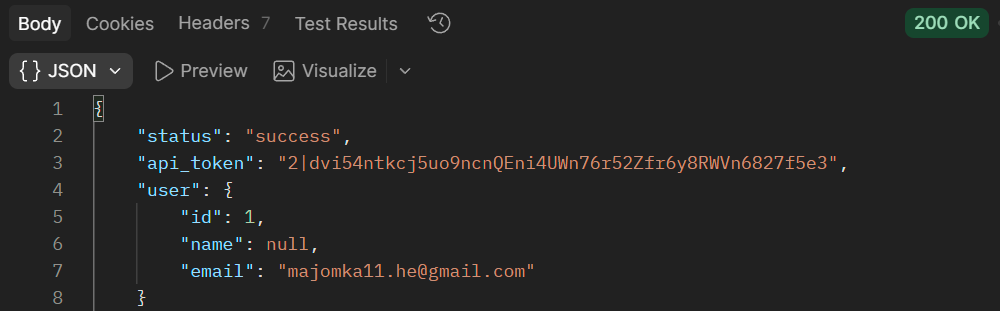 Body Cookies Headers 7 Test Results 200 OK
{} JSON Preview Visualize
1 {
2 "status": "success",
3 "api_token": "2|dvi54ntkcj5uo9ncnQEni4UWn76r52Zfr6y8RWVn6827f5e3",
4 "user": {
5 "id": 1,
6 "name": null,
7 "email": "majomka11.he@gmail.com"
8 }